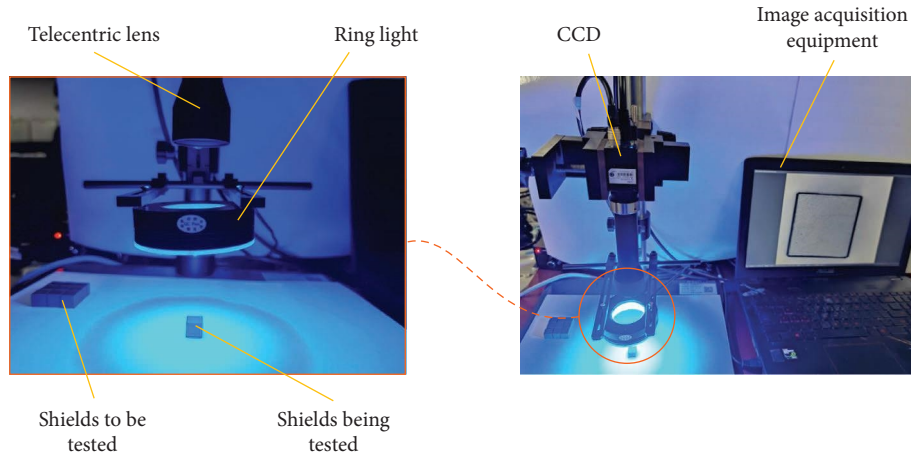 Telecentric lens
Ring light
CCD
Image acquisition
equipment
Shields to be
tested
Shields being
tested